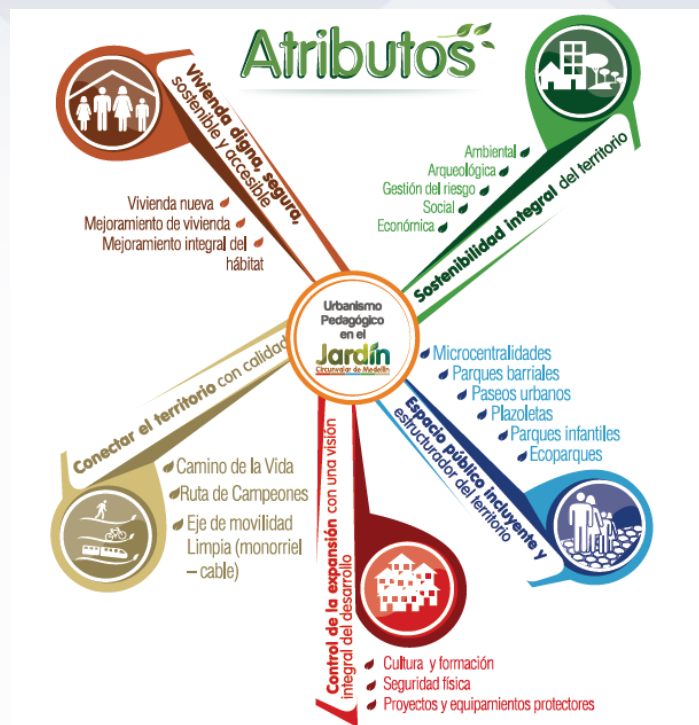 Atributos
Vivienda digna, segura,
sostenible y accesible
Vivienda nueva
Mejoramiento de vivienda
Mejoramiento integral del
hábitat
Ambiental
Arqueológica
Gestión del riesgo
Social
Económica
Sostenibilidad integral del territorio
Urbanismo
Pedagógico
en el
Jardín
Circunvalar de Medellín
Conectar el territorio con calidad
Camino de la Vida
Ruta de Campeones
Eje de movilidad
Limpia (monorriel
– cable)
Microcentralidades
Parques barriales
Paseos urbanos
Plazoletas
Parques infantiles
Ecoparques
Espacio público incluyente y
estructurador del territorio
Control de la expansión con una visión
integral del desarrollo
Cultura y formación
Seguridad física
Proyectos y equipamientos protectores